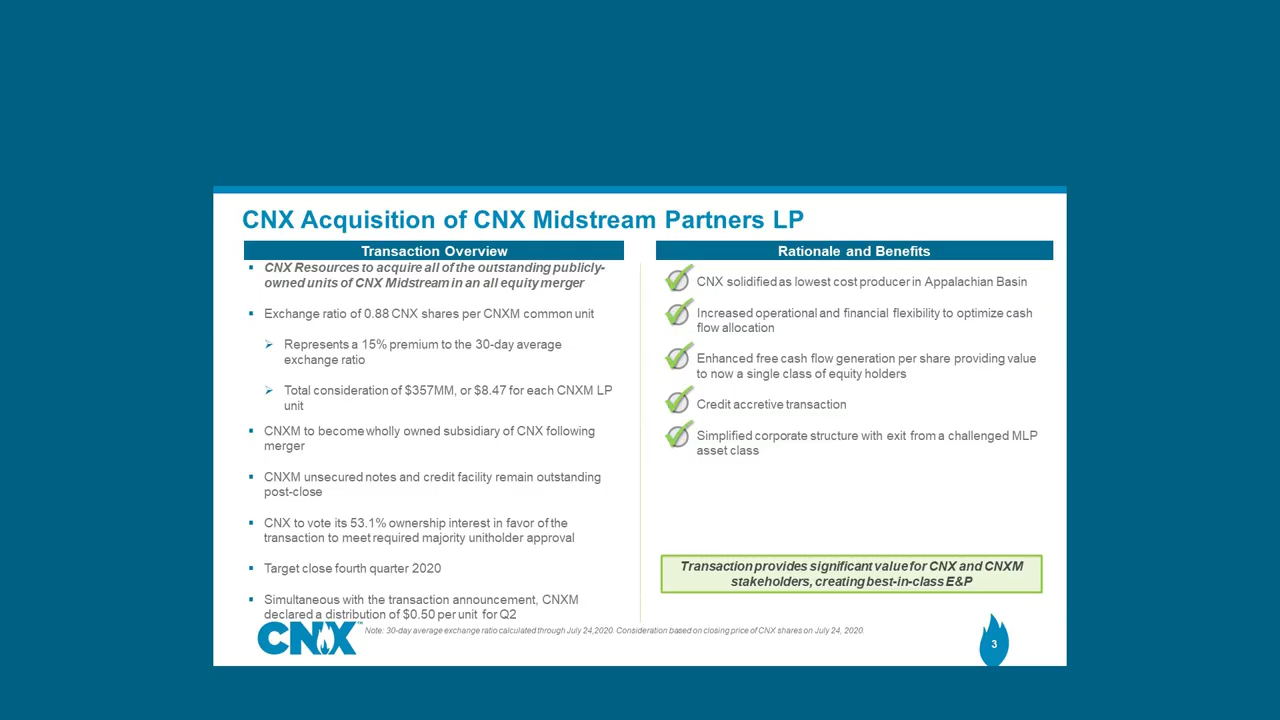 CNX Acquisition of CNX Midstream Partners LP
Transaction Overview
CNX Resources to acquire all of the outstanding publicly-
owned units of CNX Midstream in an all equity merger
Exchange ratio of 0.88 CNX shares per CNXM common unit
Represents a 15% premium to the 30-day average
exchange ratio
Total consideration of $357MM, or $8.47 for each CNXM LP
unit
CNXM to become wholly owned subsidiary of CNX following
merger
CNXM unsecured notes and credit facility remain outstanding
post-close
CNX to vote its 53.1% ownership interest in favor of the
transaction to meet required majority unitholder approval
Target close fourth quarter 2020
Simultaneous with the transaction announcement, CNXM
declared a distribution of $0.50 per unit for Q2
Rationale and Benefits
CNX solidified as lowest cost producer in Appalachian Basin
Increased operational and financial flexibility to optimize cash
flow allocation
Enhanced free cash flow generation per share providing value
to now a single class of equity holders
Credit accretive transaction
Simplified corporate structure with exit from a challenged MLP
asset class
Transaction provides significant value for CNX and CNXM
stakeholders, creating best-in-class E&P
CNX
Note: 30-day average exchange ratio calculated through July 24,2020. Consideration based on closing price of CNX shares on July 24, 2020.
3